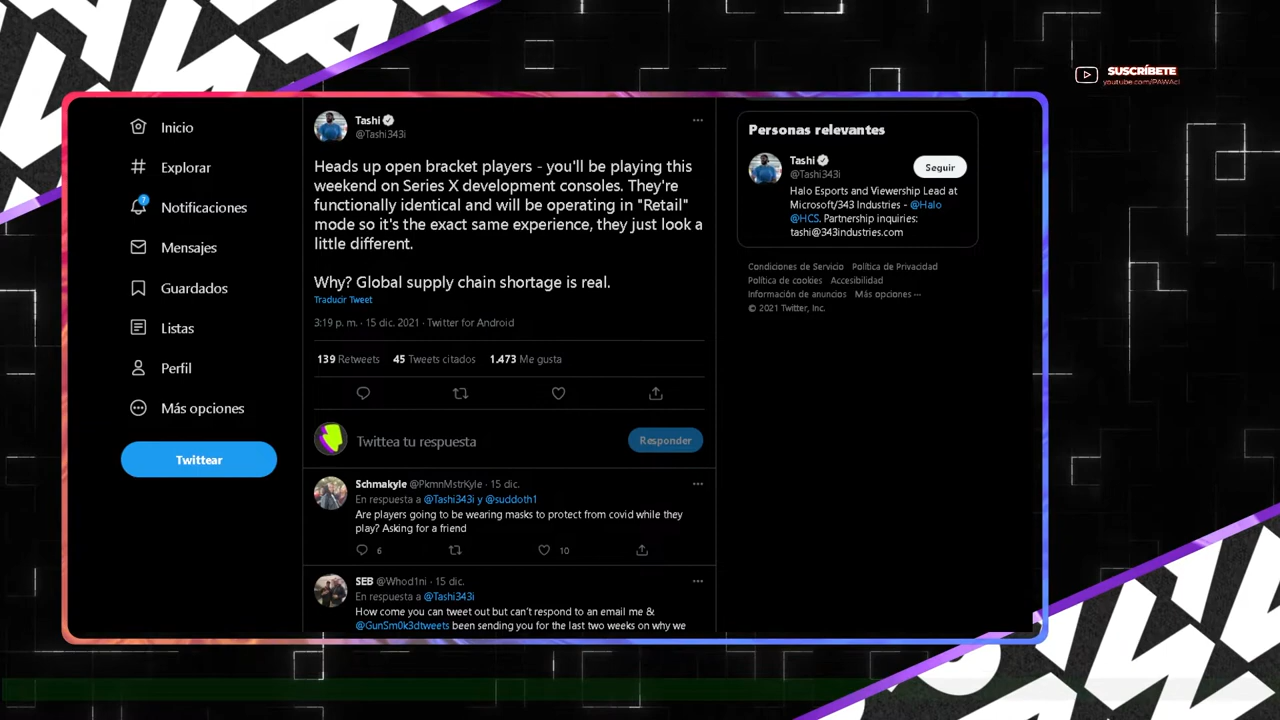 SUSCRÍBETE
youtube.com/PAWAcl
Inicio
Explorar
7
Notificaciones
Mensajes
Guardados
Listas
Perfil
Más opciones
Twittear
Tashi
@Tashi343i
Heads up open bracket players - you'll be playing this
weekend on Series X development consoles. They're
functionally identical and will be operating in "Retail"
mode so it's the exact same experience, they just look a
little different.
Why? Global supply chain shortage is real.
Traducir Tweet
3:19 p. m. · 15 dic. 2021 · Twitter for Android
139 Retweets 45 Tweets citados 1.473 Me gusta
Twittea tu respuesta
Responder
Schmakyle @PkmnMstrKyle · 15 dic.
En respuesta a @Tashi343i y @suddoth1
Are players going to be wearing masks to protect from covid while they
play? Asking for a friend
6 10
SEB @Whod1ni · 15 dic.
En respuesta a @Tashi343i
How come you can tweet out but can't respond to an email me &
@GunSm0k3dtweets been sending you for the last two weeks on why we
Personas relevantes
Tashi
@Tashi343i
Seguir
Halo Esports and Viewership Lead at
Microsoft/343 Industries - @Halo
@HCS. Partnership inquiries:
tashi@343industries.com
Condiciones de Servicio Política de Privacidad
Política de cookies Accesibilidad
Información de anuncios Más opciones ···
© 2021 Twitter, Inc.